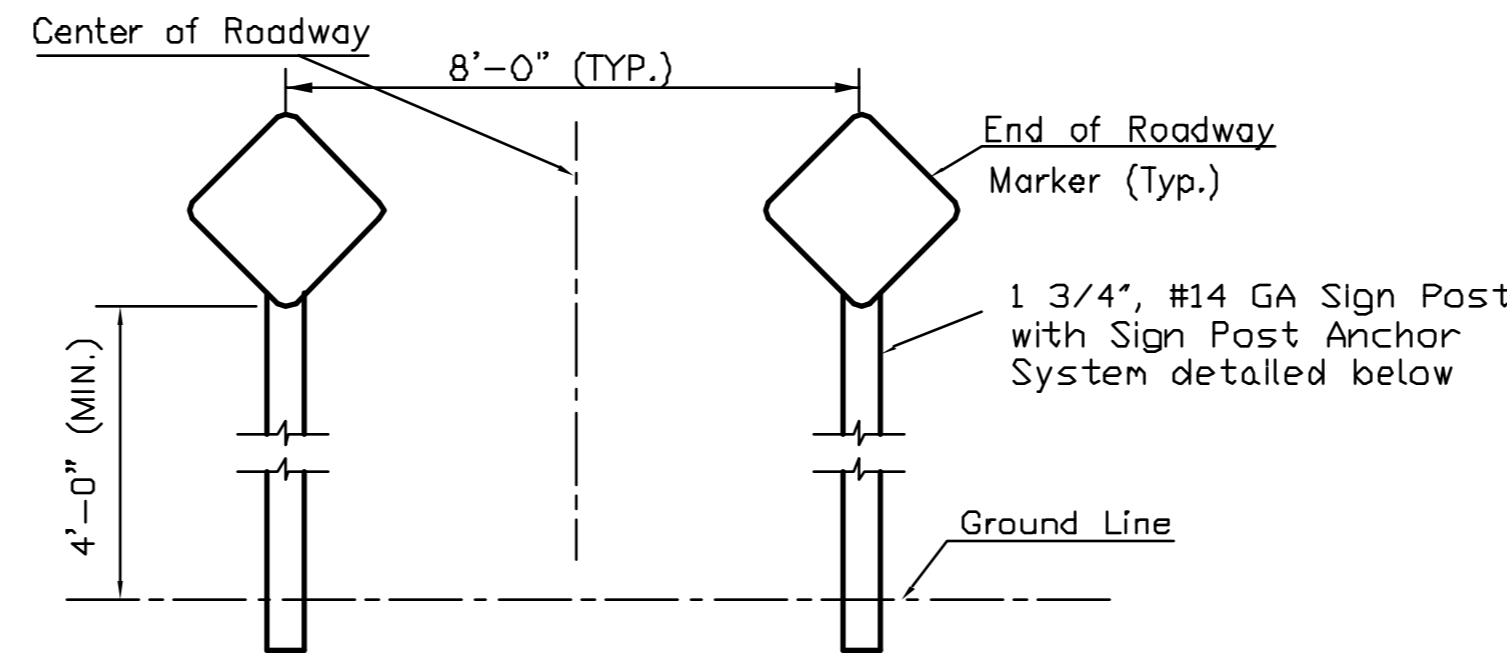 Center of Roadway
8'-0" (TYP.)
End of Roadway
Marker (Typ.)
1 3/4", #14 GA Sign Post
with Sign Post Anchor
System detailed below
4'-0" (MIN.)
Ground Line